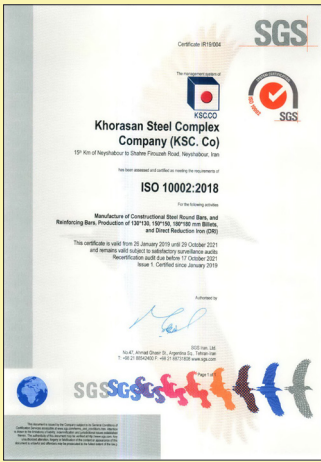 SGS
Certificate IR19/004
The management system of
KSC.CO
SGS
Khorasan Steel Complex
Company (KSC. Co)
15th Km of Neyshabour to Shahre Firouzeh Road, Neyshabour, Iran
has been assessed and certified as meeting the requirements of
ISO 10002:2018
For the following activities
Manufacture of Constructional Steel Round Bars, and
Reinforcing Bars, Production of 130*130, 150*150, 180*180 mm Billets,
and Direct Reduction Iron (DRI)
This certificate is valid from 26 January 2019 until 29 October 2021
and remains valid subject to satisfactory surveillance audits
Recertification audit due before 17 October 2021
Issue 1. Certified since January 2019
Authorised by
SGS Iran, Ltd.
Page 1 of 1
SGSSGSGS